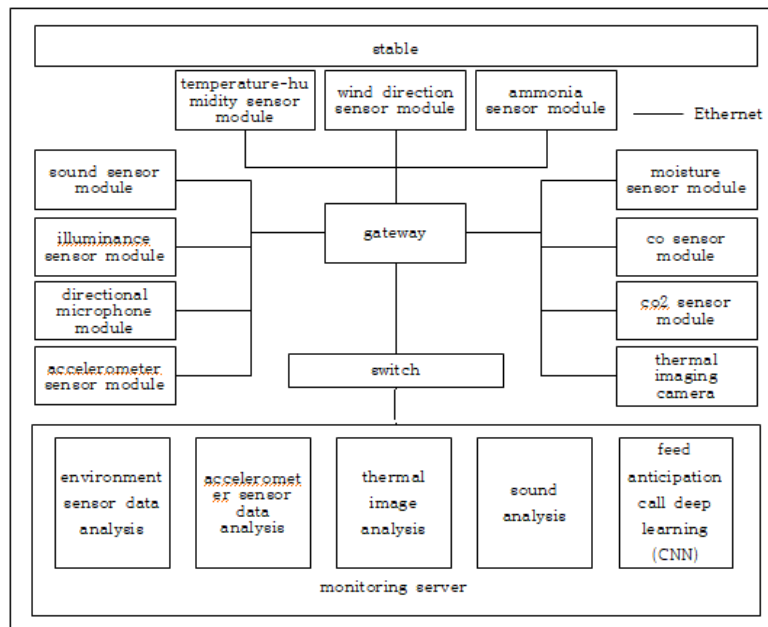 stable
temperature-hu
midity sensor
module
wind direction
sensor module
ammonia
sensor module
Ethernet
sound sensor
module
moisture
sensor module
gateway
illuminance
sensor module
co sensor
module
directional
microphone
module
co2 sensor
module
accelerometer
sensor module
switch
thermal
imaging
camera
environment
sensor data
analysis
acceleromet
er sensor
data
analysis
thermal
image
analysis
sound
analysis
feed
anticipation
call deep
learning
(CNN)
monitoring server